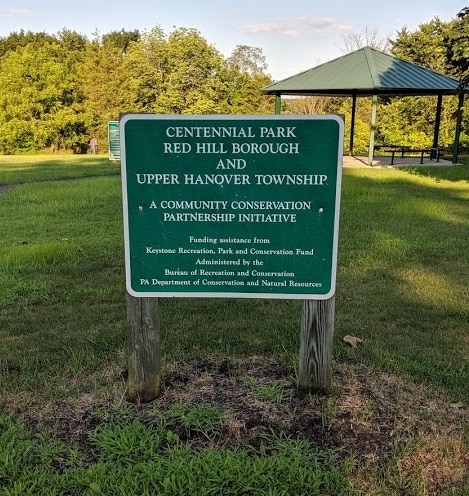 CENTENNIAL PARK
RED HILL BOROUGH
AND
UPPER HANOVER TOWNSHIP
A COMMUNITY CONSERVATION
PARTNERSHIP INITIATIVE
Funding assistance from
Keystone Recreation, Park and Conservation Fund
Administered by the
Bureau of Recreation and Conservation
PA Department of Conservation and Natural Resources